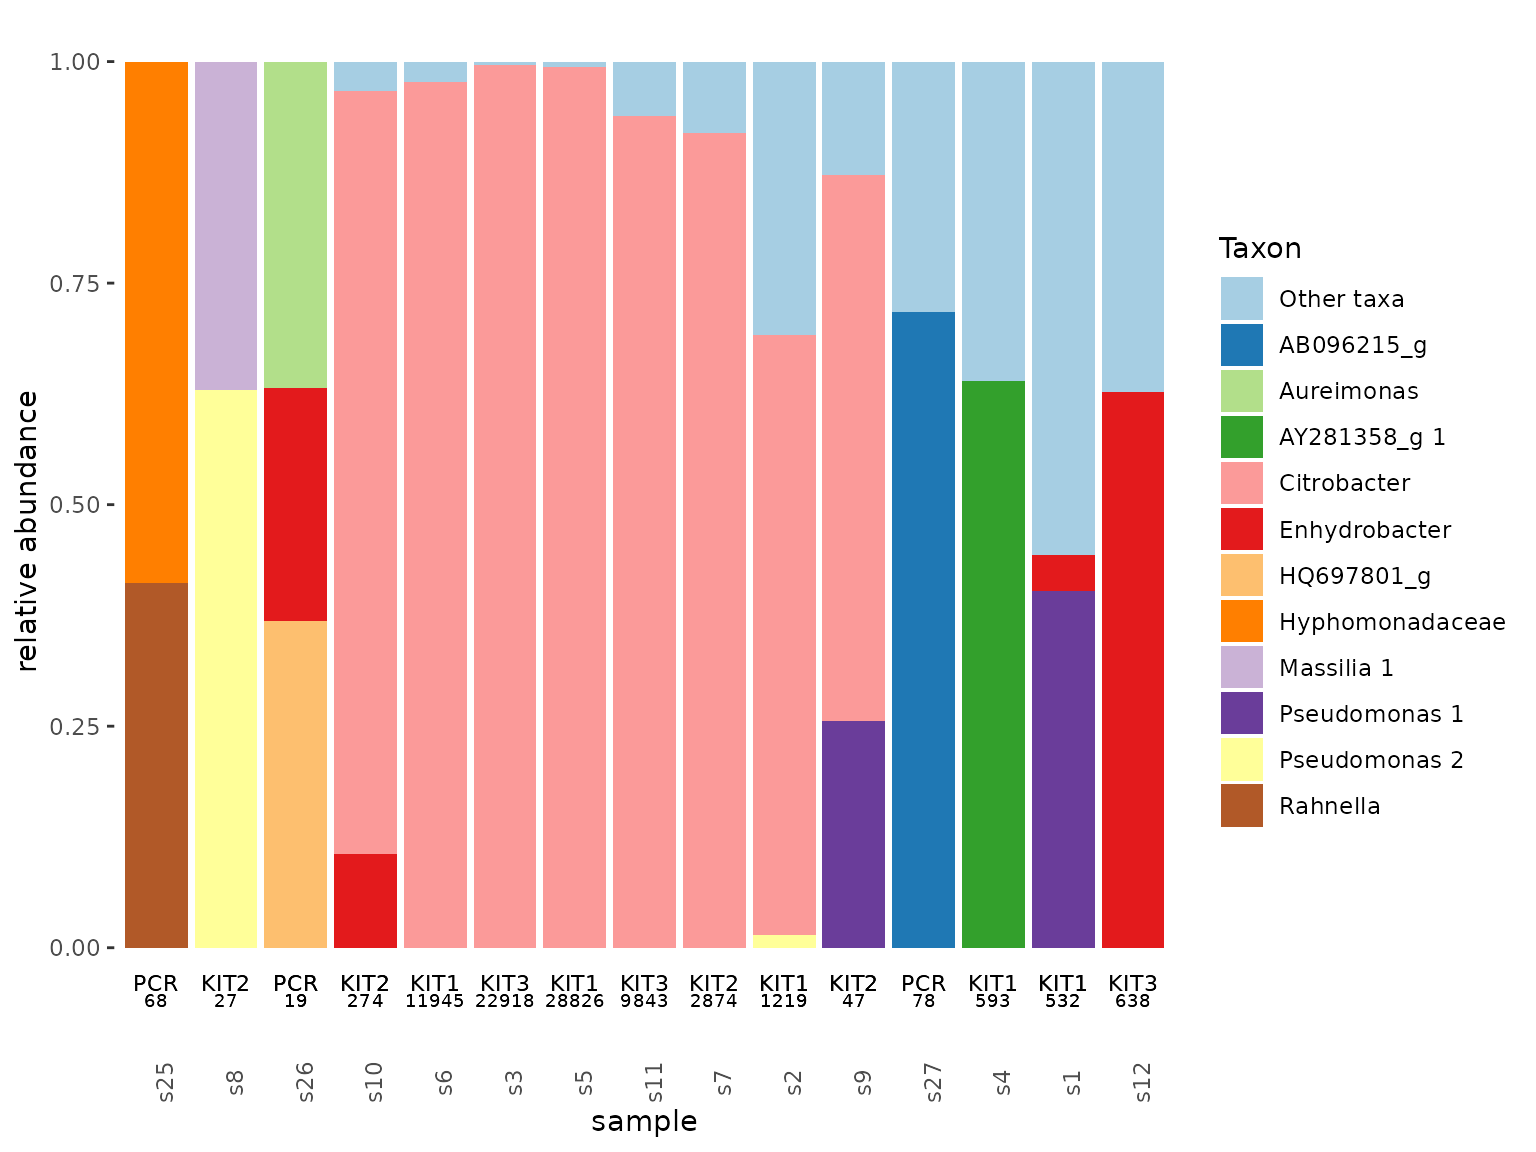 1.00
0.75
0.50
0.25
0.00
relative abundance
PCR KIT2 PCR KIT2 KIT1 KIT3 KIT1 KIT3 KIT2 KIT1 KIT2 PCR KIT1 KIT1 KIT3
68 27 19 274 11945 22918 28826 9843 2874 1219 47 78 593 532 638
s25 s8 s26 s10 s6 s3 s5 s11 s7 s2 s9 s27 s4 s1 s12
sample
Taxon
Other taxa
AB096215_g
Aureimonas
AY281358_g 1
Citrobacter
Enhydrobacter
HQ697801_g
Hyphomonadaceae
Massilia 1
Pseudomonas 1
Pseudomonas 2
Rahnella